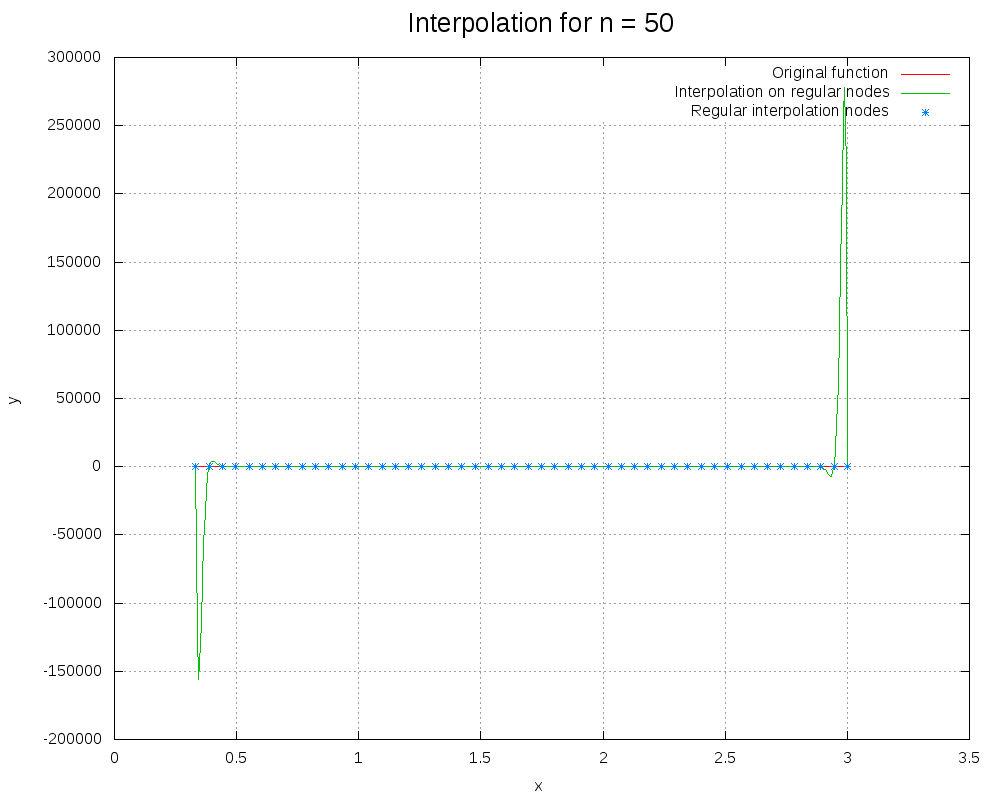 Interpolation for n = 50
300000
250000
200000
150000
100000
50000
0
-50000
-100000
-150000
-200000
y
Original function
Interpolation on regular nodes
Regular interpolation nodes
0 0.5 1 1.5 2 2.5 3 3.5
x